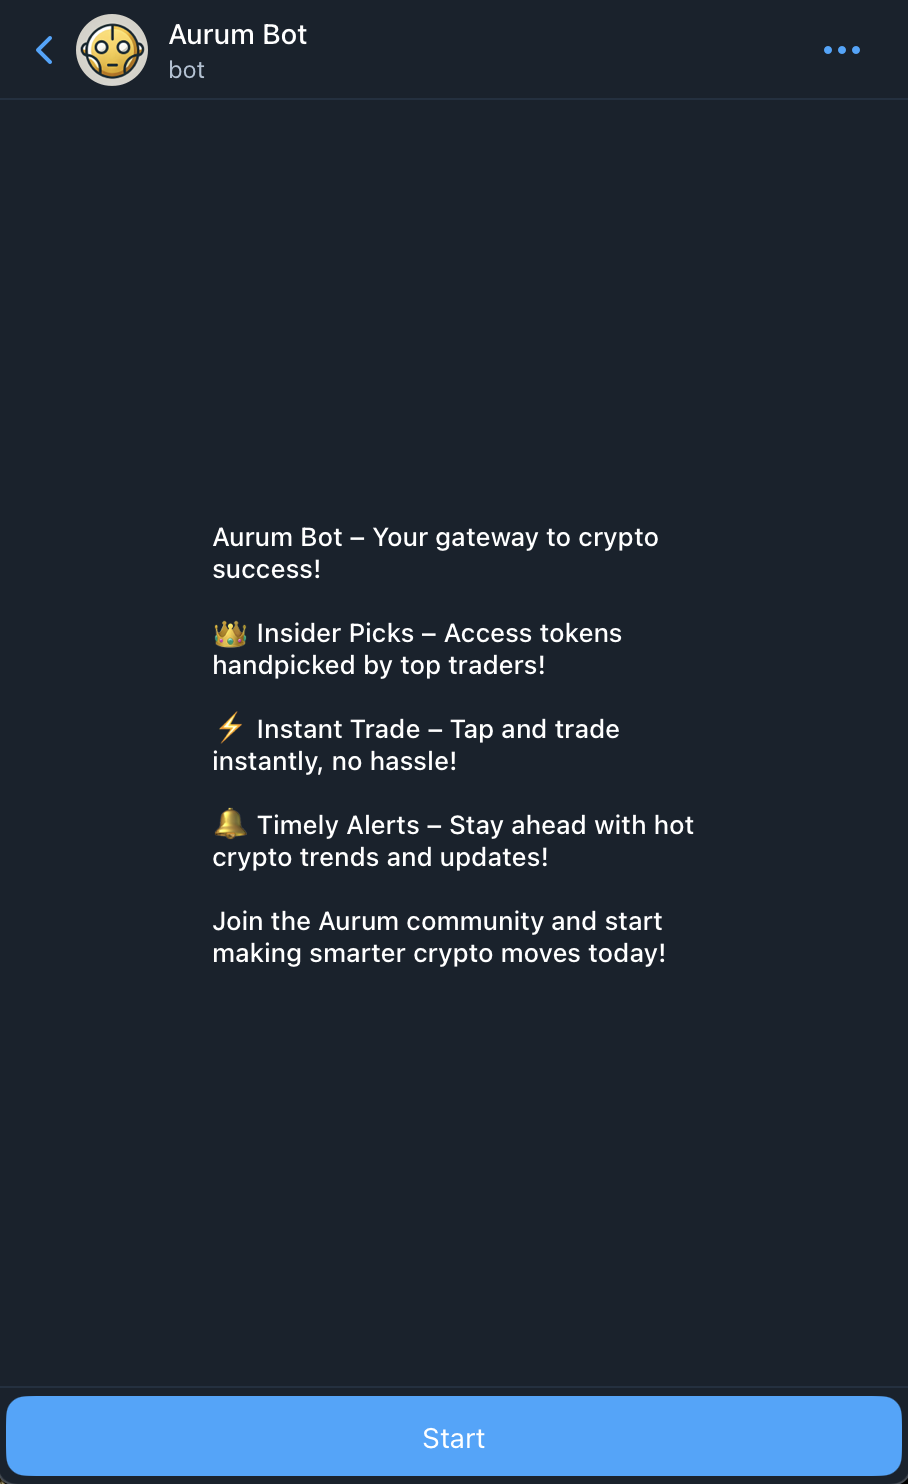 Aurum Bot
bot
Aurum Bot – Your gateway to crypto
success!
👑 Insider Picks – Access tokens
handpicked by top traders!
⚡ Instant Trade – Tap and trade
instantly, no hassle!
🔔 Timely Alerts – Stay ahead with hot
crypto trends and updates!
Join the Aurum community and start
making smarter crypto moves today!
Start